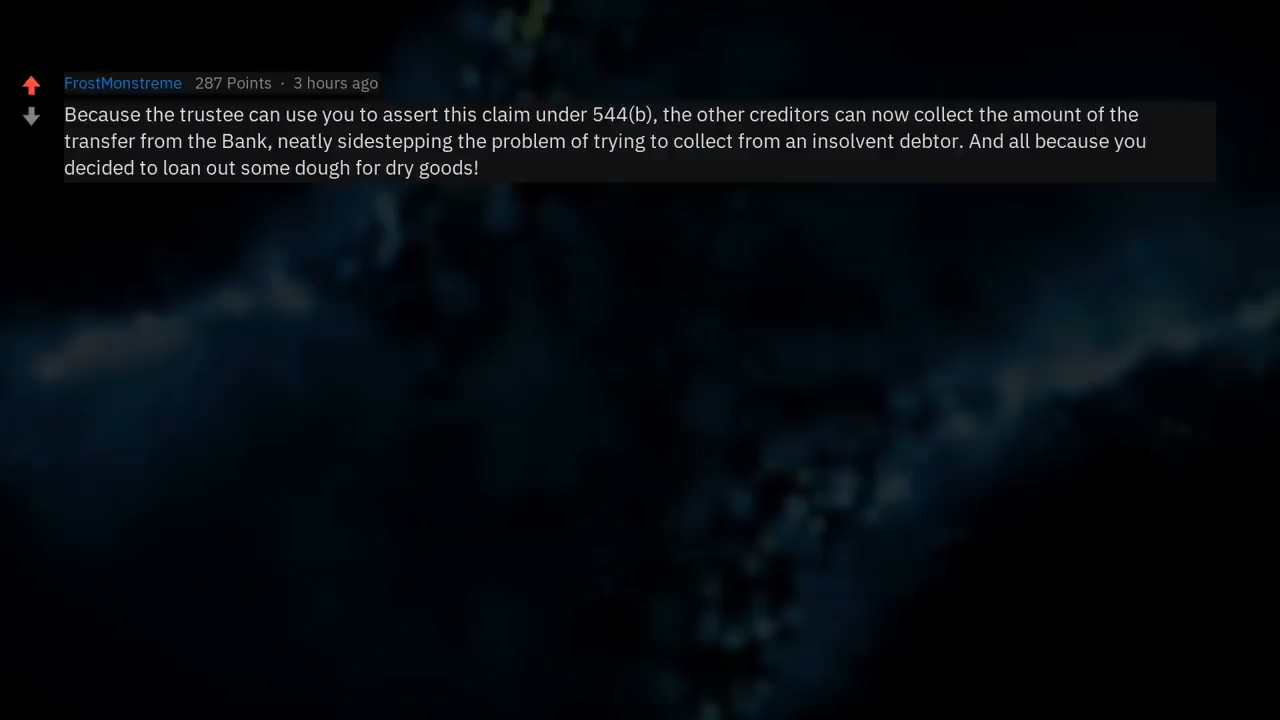 FrostMonstreme 287 Points · 3 hours ago
Because the trustee can use you to assert this claim under 544(b), the other creditors can now collect the amount of the
transfer from the Bank, neatly sidestepping the problem of trying to collect from an insolvent debtor. And all because you
decided to loan out some dough for dry goods!